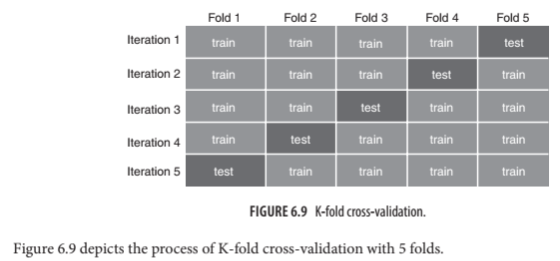 Fold 1 Fold 2 Fold 3 Fold 4 Fold 5
Iteration 1 train train train train test
Iteration 2 train train train test train
Iteration 3 train train test train train
Iteration 4 train test train train train
Iteration 5 test train train train train
FIGURE 6.9 K-fold cross-validation.
Figure 6.9 depicts the process of K-fold cross-validation with 5 folds.